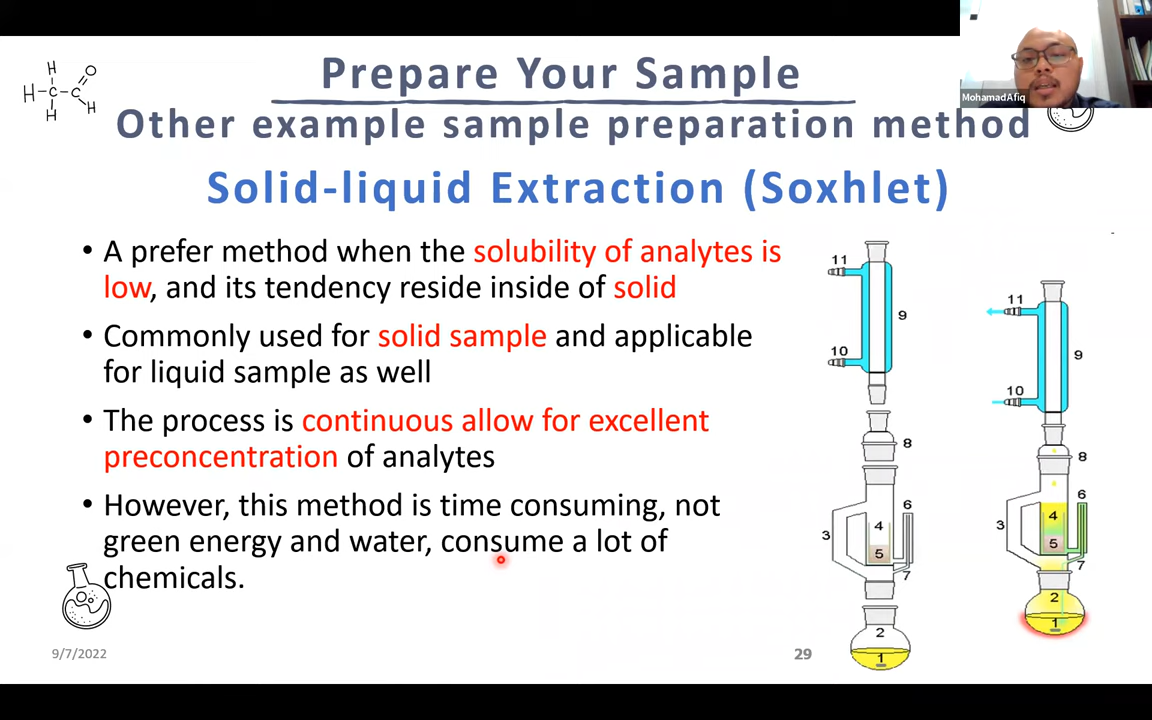 Prepare Your Sample
Other example sample preparation method
Solid-liquid Extraction (Soxhlet)
MohamadAfiq
H
O
H
C
C
H
H
• A prefer method when the solubility of analytes is
low, and its tendency reside inside of solid
• Commonly used for solid sample and applicable
for liquid sample as well
• The process is continuous allow for excellent
preconcentration of analytes
• However, this method is time consuming, not
green energy and water, consume a lot of
chemicals.
11
9
10
8
6
3
4
5
7
2
1
11
9
10
8
6
3
4
5
7
2
1
9/7/2022
29